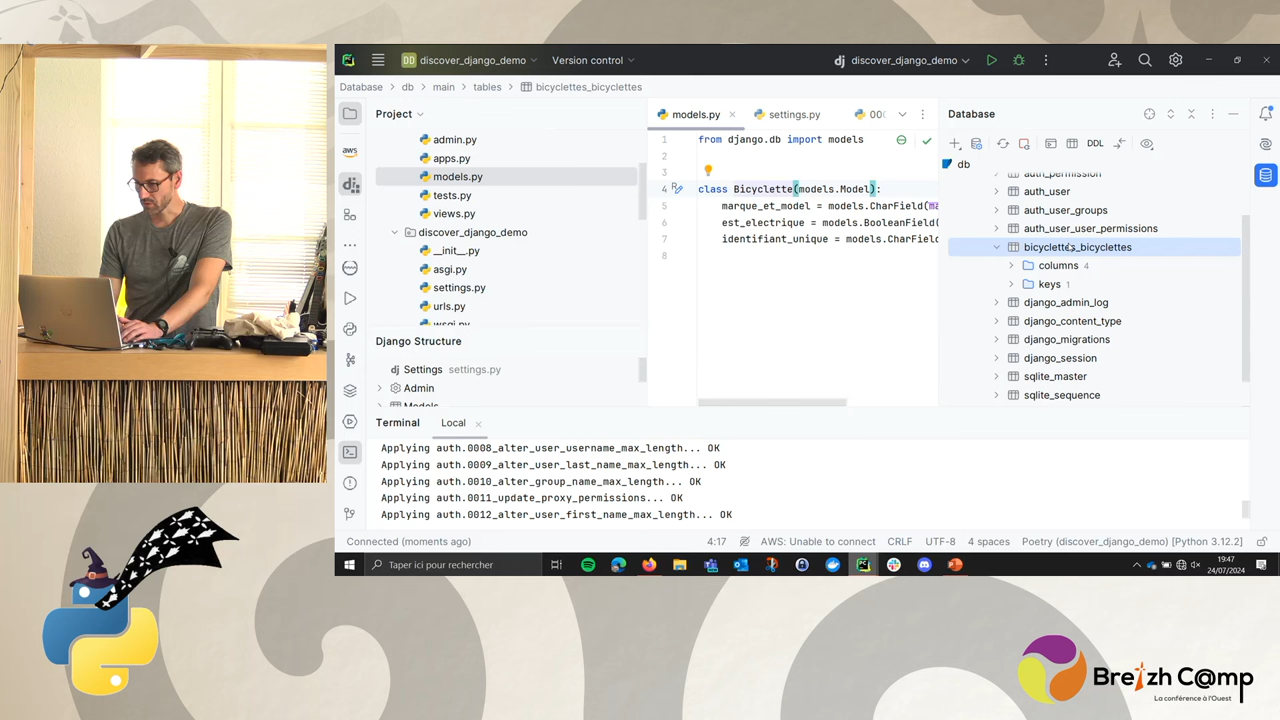 discover_django_demo
Version control
discover_django_demo
Database
db
main
tables
bicyclettes_bicyclettes
Project
admin.py
apps.py
models.py
tests.py
views.py
discover_django_demo
__init__.py
asgi.py
settings.py
urls.py
wsgi.py
Django Structure
Settings settings.py
Admin
Models
models.py
settings.py
1 from django.db import models
2
3
4 class Bicyclette(models.Model):
5 marque_et_model = models.CharField(
6 est_electrique = models.BooleanField(
7 identifiant_unique = models.CharField
8
Database
DDL
db
auth_permission
auth_user
auth_user_groups
auth_user_user_permissions
bicyclettes_bicyclettes
columns 4
keys 1
django_admin_log
django_content_type
django_migrations
django_session
sqlite_master
sqlite_sequence
Terminal
Local
Applying auth.0008_alter_user_username_max_length... OK
Applying auth.0009_alter_user_last_name_max_length... OK
Applying auth.0010_alter_group_name_max_length... OK
Applying auth.0011_update_proxy_permissions... OK
Applying auth.0012_alter_user_first_name_max_length... OK
Connected (moments ago)
4:17
AWS: Unable to connect
CRLF
UTF-8
4 spaces
Poetry (discover_django_demo) [Python 3.12.2]
Taper ici pour rechercher
19:47
24/07/2024
Breizh C@mp
La conférence à l'Ouest